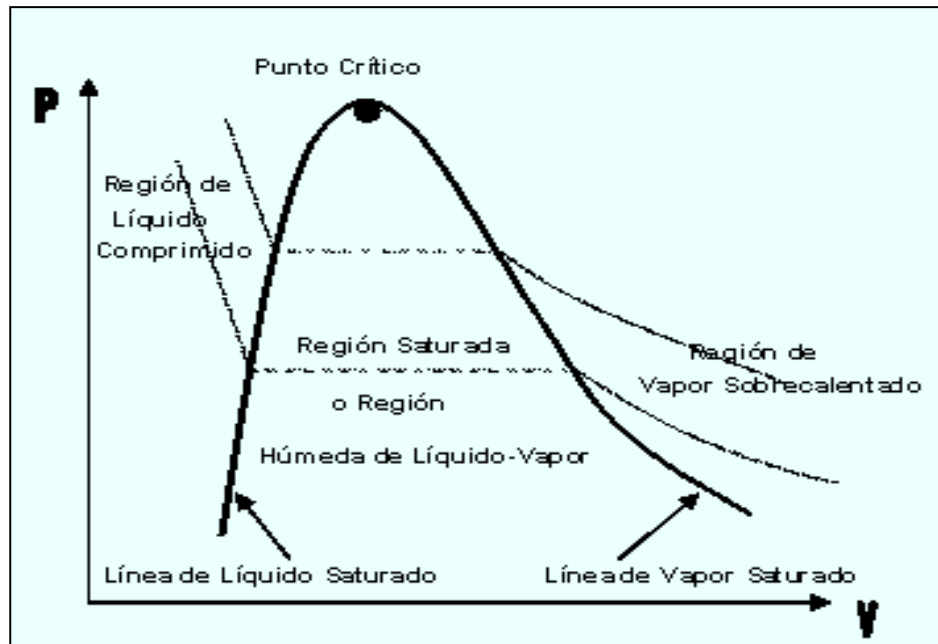 Punto Crítico
P
Región de
Líquido
Comprimido
Región Saturada
o Región
Húmeda de Líquido-Vapor
Región de
Vapor Sobrecalentado
Línea de Líquido Saturado
Línea de Vapor Saturado
V